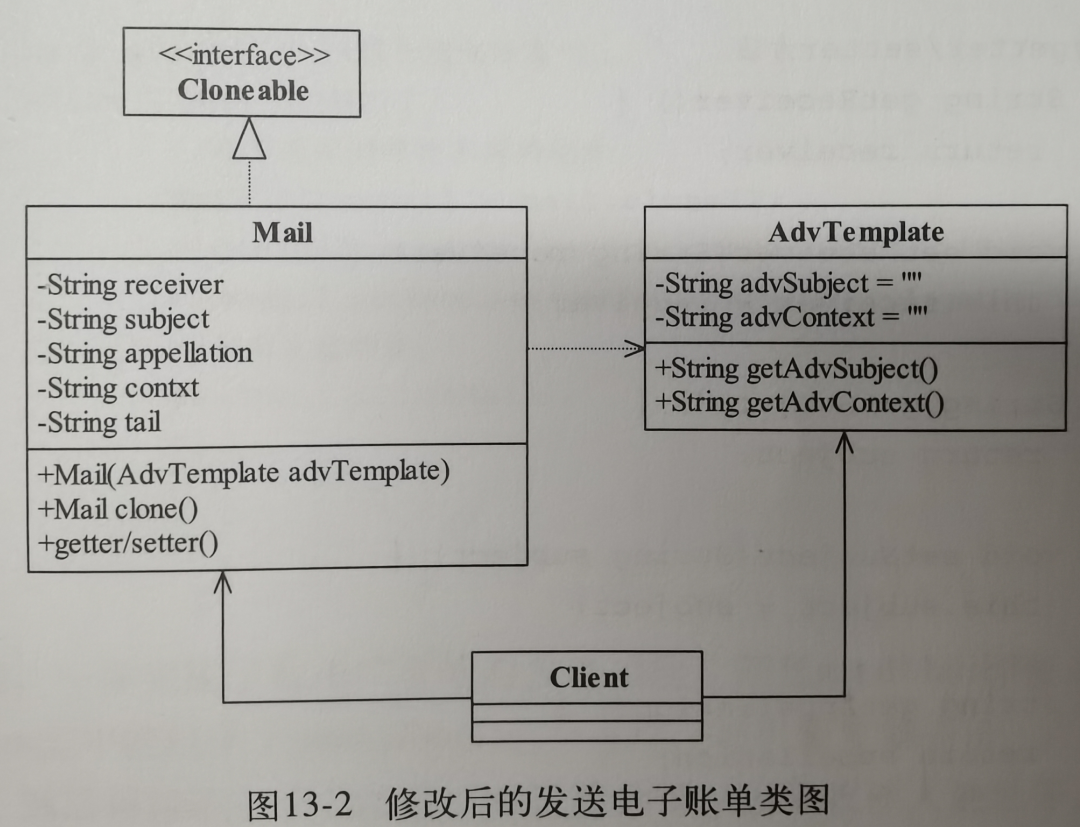 <<interface>>
Cloneable
Mail
-String receiver
-String subject
-String appellation
-String contxt
-String tail
+Mail(AdvTemplate advTemplate)
+Mail clone()
+getter/setter()
AdvTemplate
-String advSubject = ""
-String advContext = ""
+String getAdvSubject()
+String getAdvContext()
Client
图13-2 修改后的发送电子账单类图